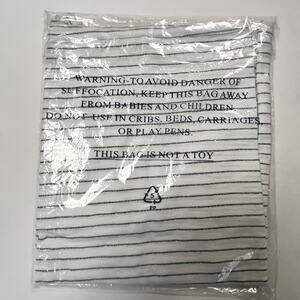 WARNING-TO AVOID DANGER OF
SUFFOCATION, KEEP THIS BAG AWAY
FROM BABIES AND CHILDREN.
DO NOT USE IN CRIBS, BEDS, CARRIAGES,
OR PLAY PENS.
THIS BAG IS NOT A TOY
PP